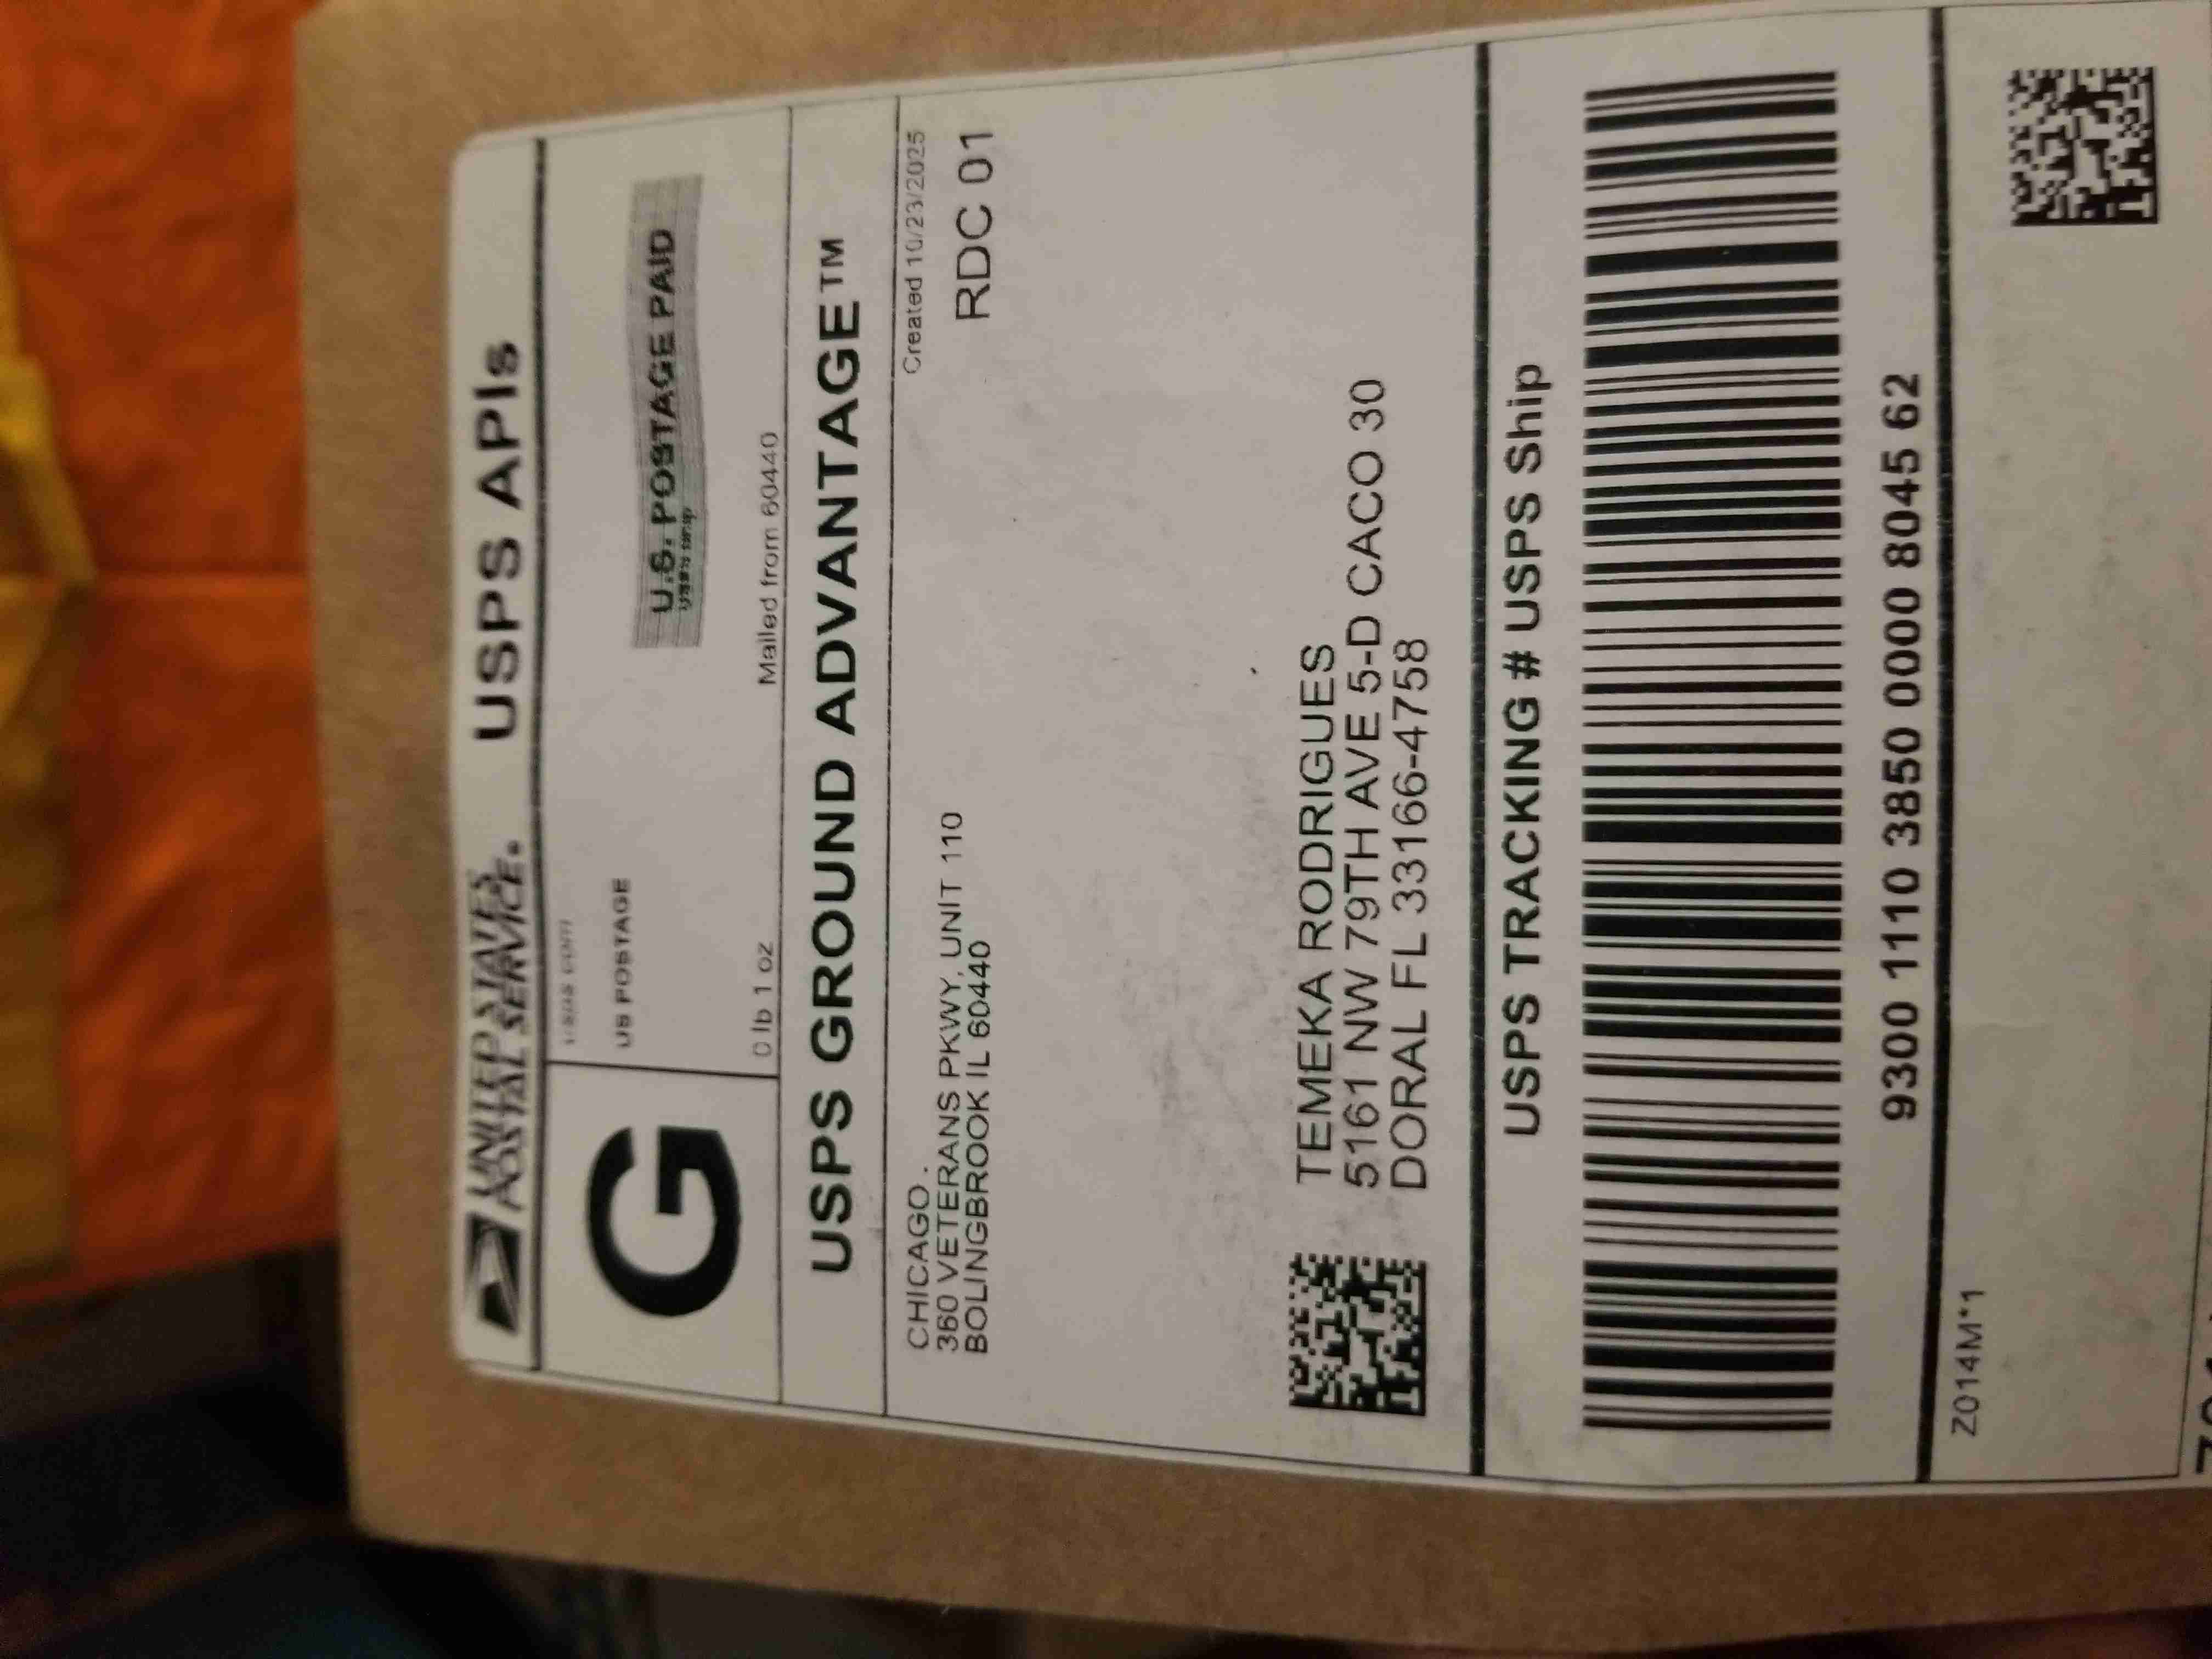 UNITED STATES
POSTAL SERVICE. USPS APIs
G
US POSTAGE
U.S. POSTAGE PAID
USPS Ship
0 lb 1 oz
Mailed from 60440
USPS GROUND ADVANTAGE™
Created 10/23/2025
RDC 01
CHICAGO .
360 VETERANS PKWY, UNIT 110
BOLINGBROOK IL 60440
TEMEKA RODRIGUES
5161 NW 79TH AVE 5-D CACO 30
DORAL FL 33166-4758
USPS TRACKING # USPS Ship
9300 1110 3850 0000 8045 62
Z014M*1